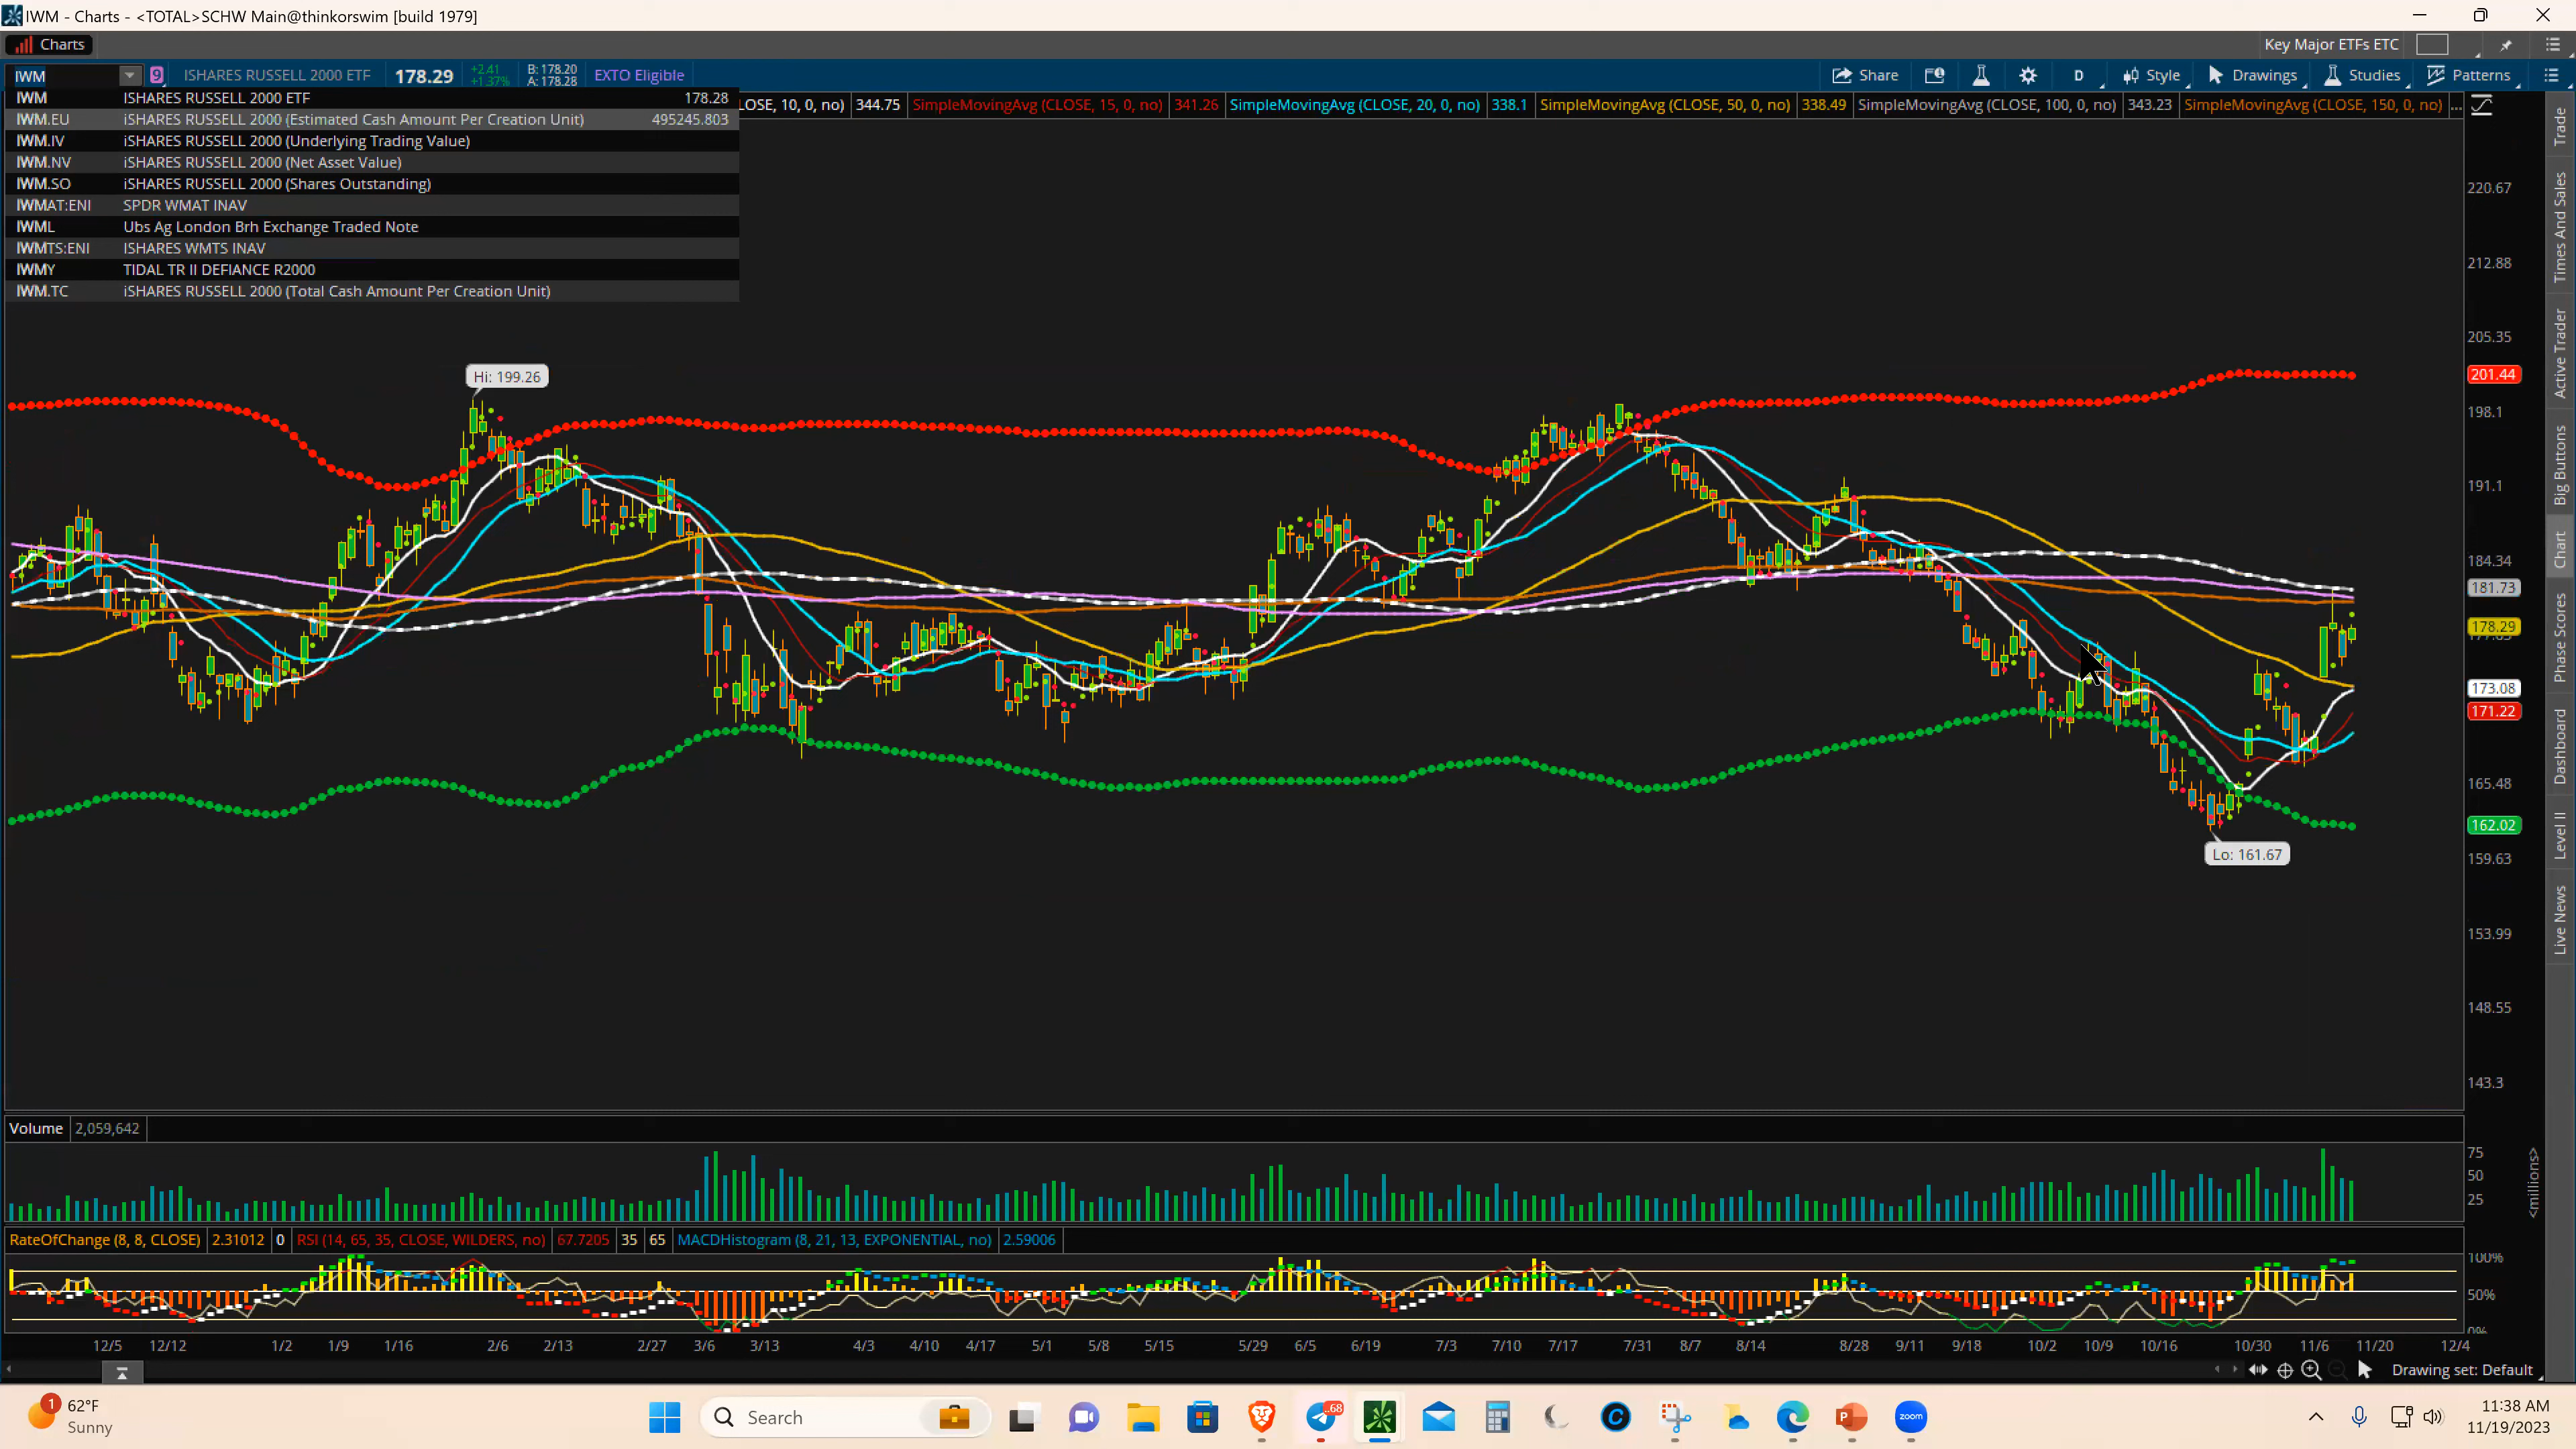 IWM - Charts - <TOTAL>SCHW Main@thinkorswim [build 1979]
Charts
Key Major ETFs ETC
IWM
9
ISHARES RUSSELL 2000 ETF
178.29
+2.41
+1.37%
B: 178.20
A: 178.28
EXTO Eligible
Share
D
Style
Drawings
Studies
Patterns
IWM ISHARES RUSSELL 2000 ETF 178.28
IWM.EU iSHARES RUSSELL 2000 (Estimated Cash Amount Per Creation Unit) 495245.803
IWM.IV iSHARES RUSSELL 2000 (Underlying Trading Value)
IWM.NV iSHARES RUSSELL 2000 (Net Asset Value)
IWM.SO iSHARES RUSSELL 2000 (Shares Outstanding)
IWMAT:ENI SPDR WMAT INAV
IWML Ubs Ag London Brh Exchange Traded Note
IWMTS:ENI ISHARES WMTS INAV
IWMY TIDAL TR II DEFIANCE R2000
IWM.TC iSHARES RUSSELL 2000 (Total Cash Amount Per Creation Unit)
LOSE, 10, 0, no) 344.75 SimpleMovingAvg (CLOSE, 15, 0, no) 341.26 SimpleMovingAvg (CLOSE, 20, 0, no) 338.1 SimpleMovingAvg (CLOSE, 50, 0, no) 338.49 SimpleMovingAvg (CLOSE, 100, 0, no) 343.23 SimpleMovingAvg (CLOSE, 150, 0, no) ...
Hi: 199.26
Lo: 161.67
220.67
212.88
205.35
201.44
198.1
191.1
184.34
181.73
178.29
173.08
171.22
165.48
162.02
159.63
153.99
148.55
143.3
Trade
Times And Sales
Active Trader
Big Buttons
Chart
Phase Scores
Dashboard
Level II
Live News
Volume 2,059,642
75
50
25
<millions>
RateOfChange (8, 8, CLOSE) 2.31012 0 RSI (14, 65, 35, CLOSE, WILDERS, no) 67.7205 35 65 MACDHistogram (8, 21, 13, EXPONENTIAL, no) 2.59006
100%
50%
0%
12/5 12/12 1/2 1/9 1/16 2/6 2/13 2/27 3/6 3/13 4/3 4/10 4/17 5/1 5/8 5/15 5/29 6/5 6/19 7/3 7/10 7/17 7/31 8/7 8/14 8/28 9/11 9/18 10/2 10/9 10/16 10/30 11/6 11/20 12/4
Drawing set: Default
1
62°F
Sunny
Search
.68
zoom
11:38 AM
11/19/2023